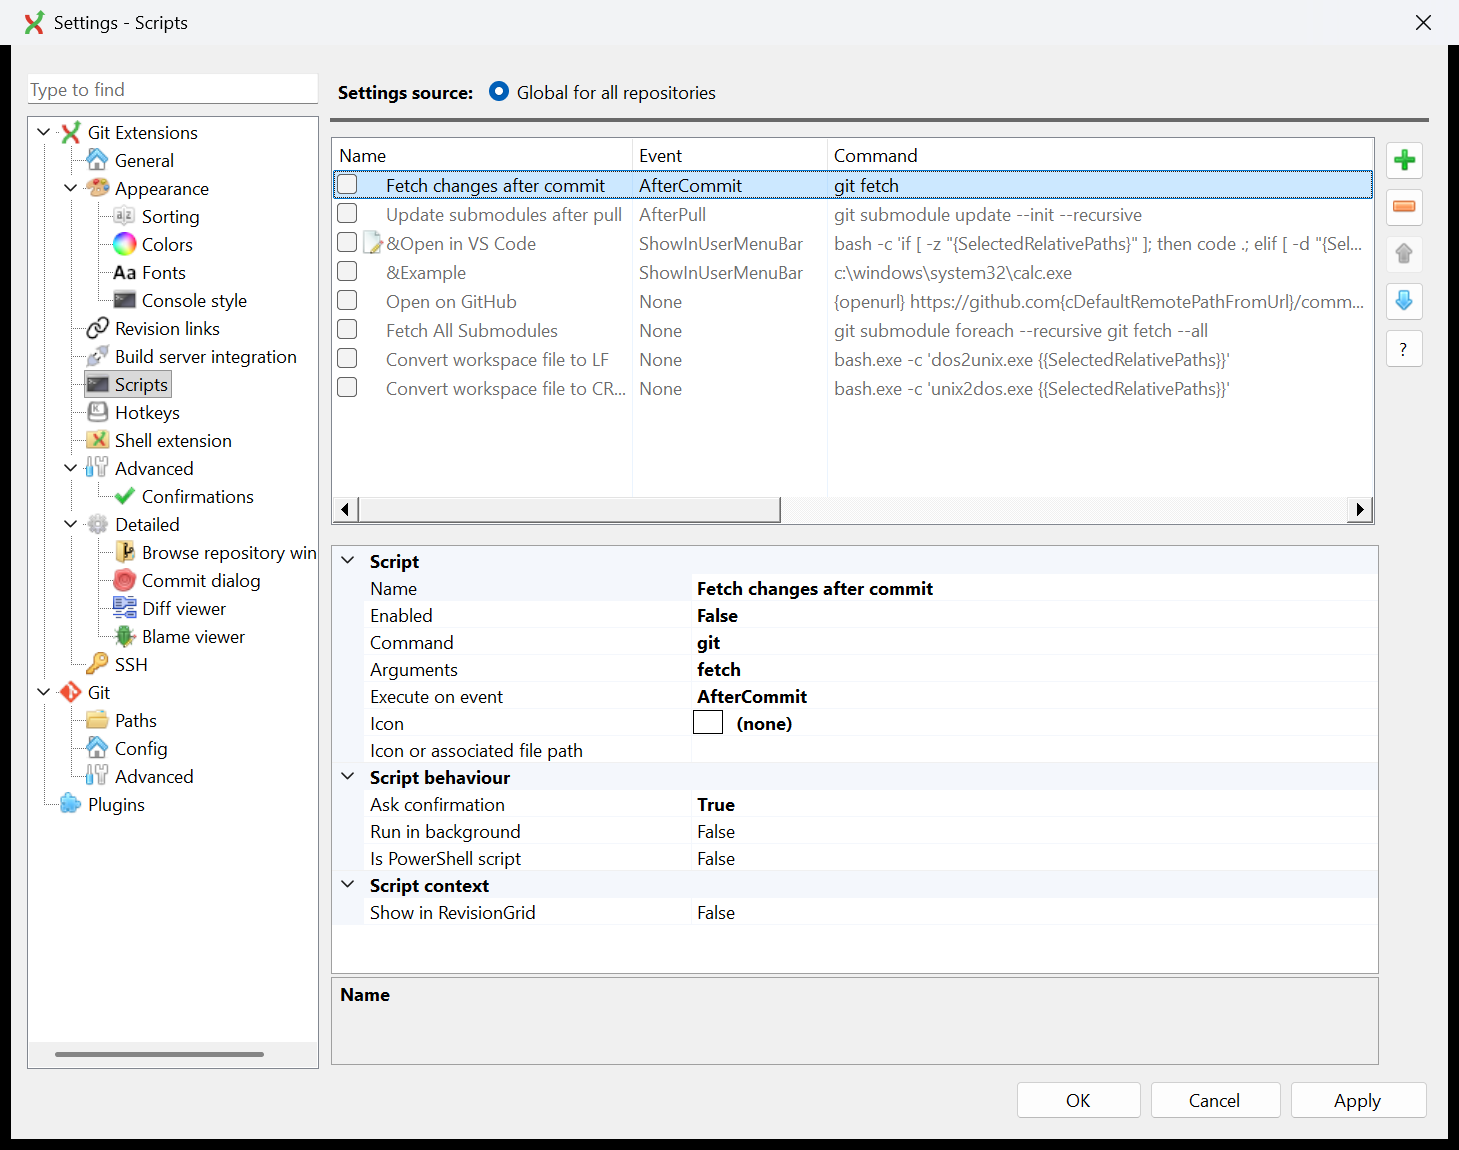 Settings - Scripts
Type to find
Settings source: Global for all repositories
Git Extensions
General
Appearance
Sorting
Colors
Aa Fonts
Console style
Revision links
Build server integration
Scripts
Hotkeys
Shell extension
Advanced
Confirmations
Detailed
Browse repository win
Commit dialog
Diff viewer
Blame viewer
SSH
Git
Paths
Config
Advanced
Plugins
Name Event Command
Fetch changes after commit AfterCommit git fetch
Update submodules after pull AfterPull git submodule update --init --recursive
&Open in VS Code ShowInUserMenuBar bash -c 'if [ -z "{SelectedRelativePaths}" ]; then code .; elif [ -d "{Sel...
&Example ShowInUserMenuBar c:\windows\system32\calc.exe
Open on GitHub None {openurl} https://github.com{cDefaultRemotePathFromUrl}/comm...
Fetch All Submodules None git submodule foreach --recursive git fetch --all
Convert workspace file to LF None bash.exe -c 'dos2unix.exe {{SelectedRelativePaths}}'
Convert workspace file to CR... None bash.exe -c 'unix2dos.exe {{SelectedRelativePaths}}'
?
Script
Name Fetch changes after commit
Enabled False
Command git
Arguments fetch
Execute on event AfterCommit
Icon (none)
Icon or associated file path
Script behaviour
Ask confirmation True
Run in background False
Is PowerShell script False
Script context
Show in RevisionGrid False
Name
OK Cancel Apply